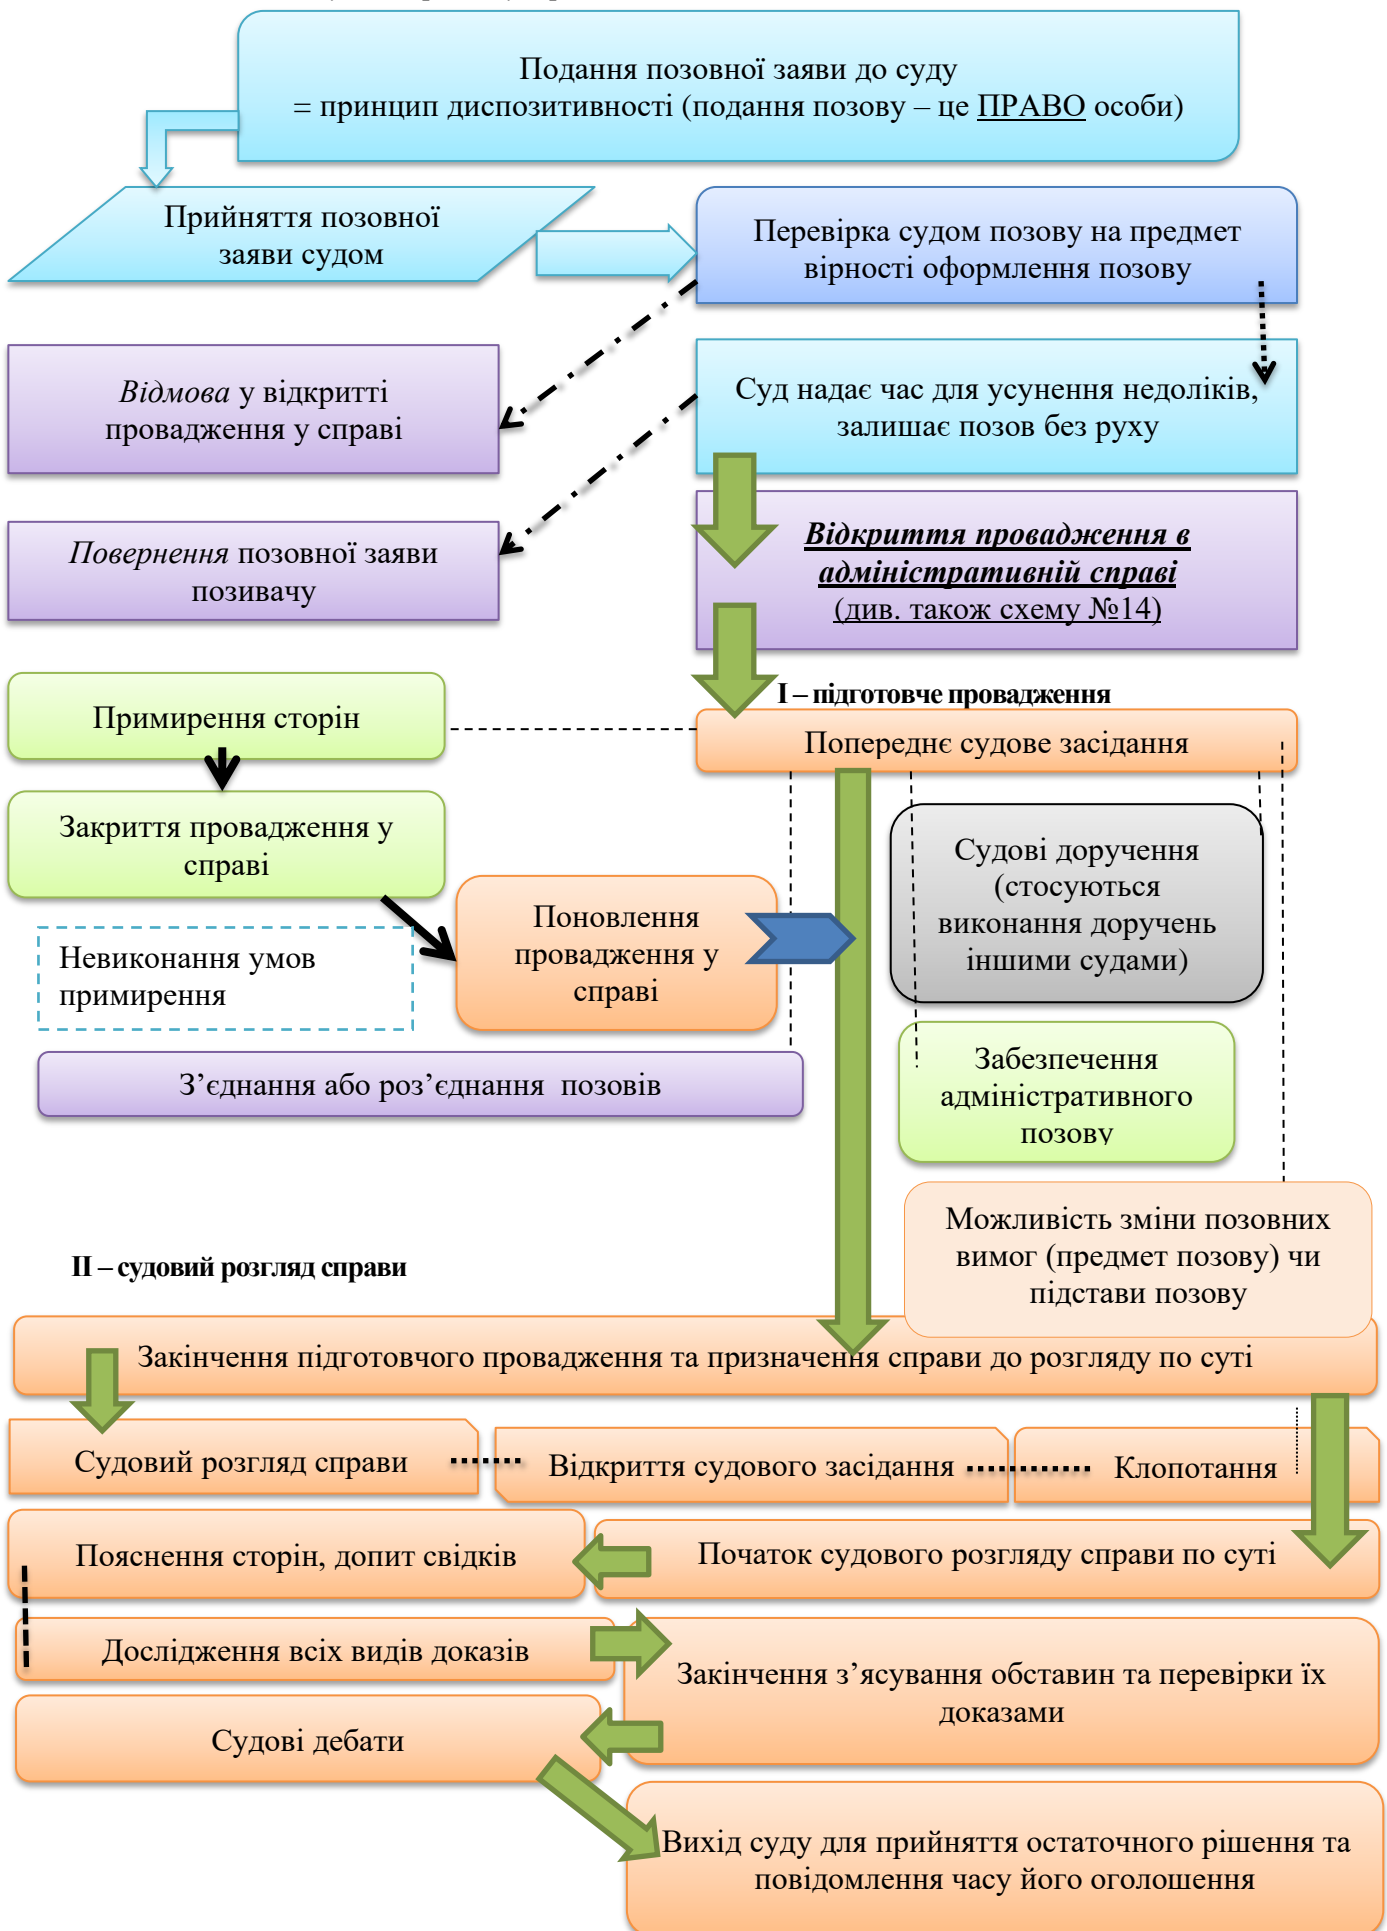 Подання позовної заяви до суду
= принцип диспозитивності (подання позову – це ПРАВО особи)
Прийняття позовної
заяви судом
Перевірка судом позову на предмет
вірності оформлення позову
Відмова у відкритті
провадження у справі
Суд надає час для усунення недоліків,
залишає позов без руху
Повернення позовної заяви
позивачу
Відкриття провадження в
адміністративній справі
(див. також схему №14)
І – підготовче провадження
Примирення сторін
Попереднє судове засідання
Закриття провадження у
справі
Судові доручення
(стосуються
виконання доручень
іншими судами)
Поновлення
провадження у
справі
Невиконання умов
примирення
З’єднання або роз’єднання  позовів
Забезпечення
адміністративного
позову
Можливість зміни позовних
вимог (предмет позову) чи
підстави позову
ІІ – судовий розгляд справи
Закінчення підготовчого провадження та призначення справи до розгляду по суті
Судовий розгляд справи
Відкриття судового засідання
Клопотання
Пояснення сторін, допит свідків
Початок судового розгляду справи по суті
Дослідження всіх видів доказів
Закінчення з’ясування обставин та перевірки їх
доказами
Судові дебати
Вихід суду для прийняття остаточного рішення та
повідомлення часу його оголошення